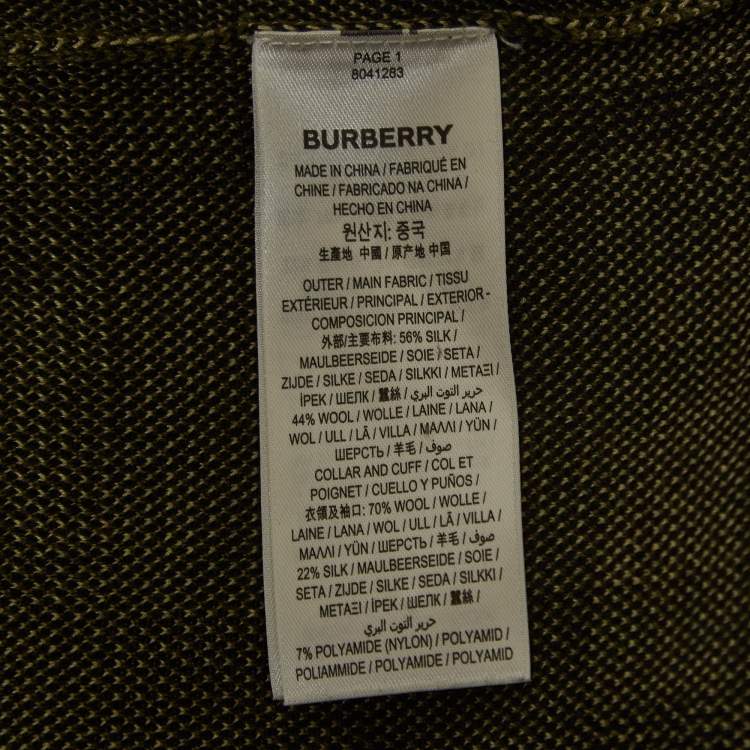 PAGE 1
8041283
BURBERRY
MADE IN CHINA / FABRIQUÉ EN
CHINE / FABRICADO NA CHINA /
HECHO EN CHINA
원산지: 중국
生產地 中國 / 原产地 中国
OUTER / MAIN FABRIC / TISSU
EXTÉRIEUR / PRINCIPAL / EXTERIOR -
COMPOSICION PRINCIPAL /
外部/主要布料: 56% SILK /
MAULBEERSEIDE / SOIE / SETA /
ZIJDE / SILKE / SEDA / SILKKI / ΜΕΤΑΞΙ /
İPEK / ШЕЛК / 蠶絲 / حرير التوت البري /
44% WOOL / WOLLE / LAINE / LANA /
WOL / ULL / LÃ / VILLA / ΜΑΛΛΙ / YÜN /
ШЕРСТЬ / 羊毛 / صوف /
COLLAR AND CUFF / COL ET
POIGNET / CUELLO Y PUÑOS /
衣領及袖口: 70% WOOL / WOLLE /
LAINE / LANA / WOL / ULL / LÃ / VILLA /
ΜΑΛΛΙ / YÜN / ШЕРСТЬ / 羊毛 / صوف /
22% SILK / MAULBEERSEIDE / SOIE /
SETA / ZIJDE / SILKE / SEDA / SILKKI /
ΜΕΤΑΞΙ / İPEK / ШЕЛК / 蠶絲 /
حرير التوت البري /
7% POLYAMIDE (NYLON) / POLYAMID /
POLIAMMIDE / POLYAMIDE / POLYAMID /